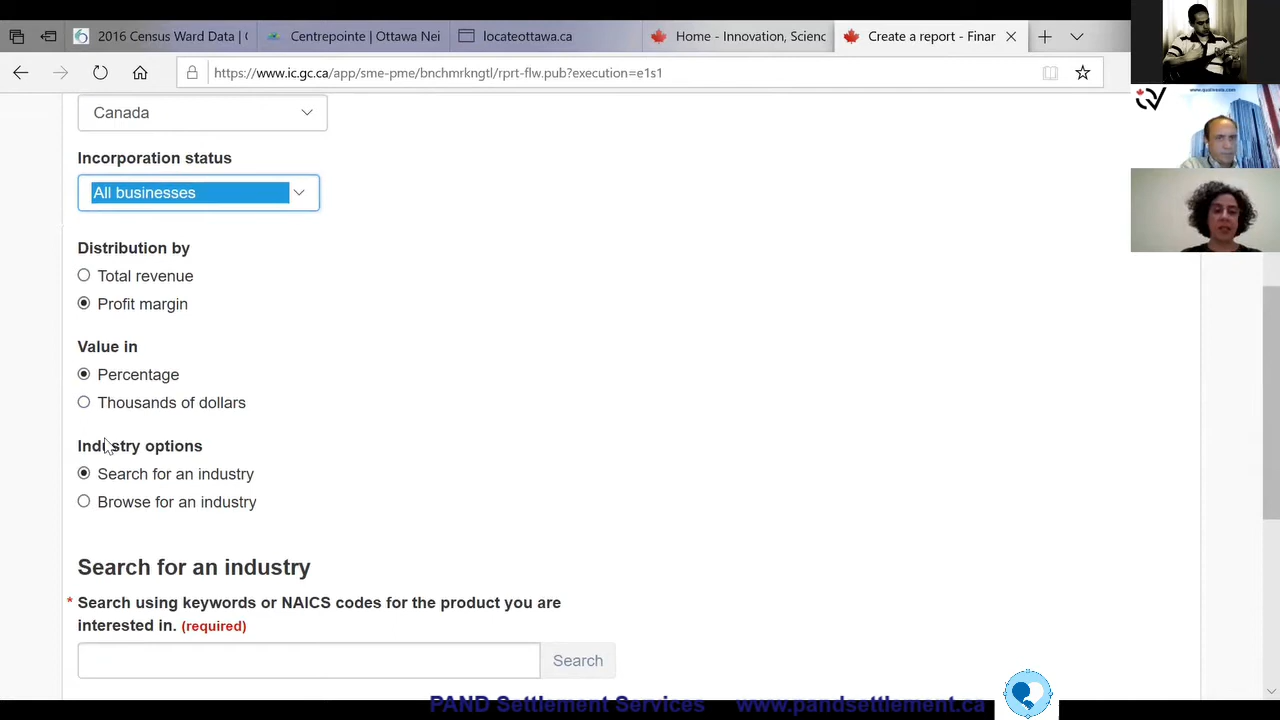 2016 Census Ward Data | (
Centrepointe | Ottawa Nei
locateottawa.ca
Home - Innovation, Scienc
Create a report - Finar
https://www.ic.gc.ca/app/sme-pme/bnchmrkngtl/rprt-flw.pub?execution=e1s1
www.qualiveats.com
Canada
Incorporation status
All businesses
Distribution by
Total revenue
Profit margin
Value in
Percentage
Thousands of dollars
Industry options
Search for an industry
Browse for an industry
Search for an industry
* Search using keywords or NAICS codes for the product you are
interested in. (required)
Search
PAND Settlement Services www.pandsettlement.ca